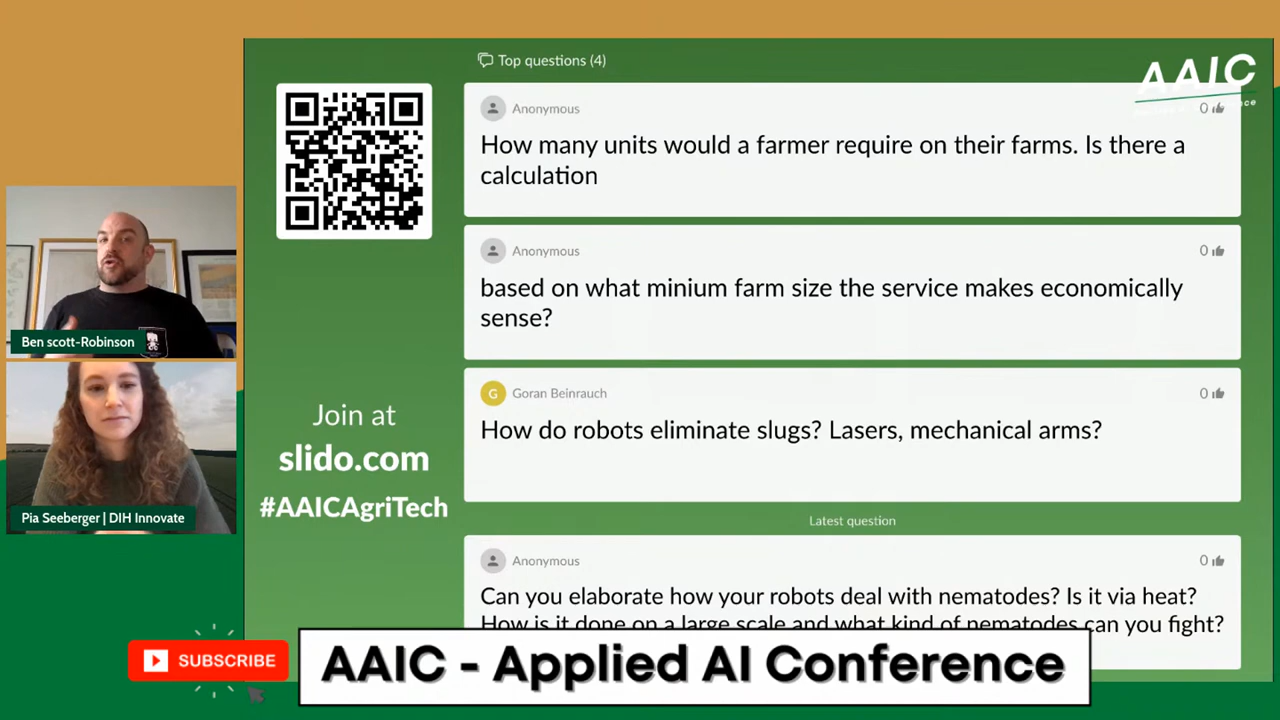 Top questions (4)
AAIC
Anonymous
0
How many units would a farmer require on their farms. Is there a
calculation
Anonymous
0
based on what minium farm size the service makes economically
sense?
Goran Beinrauch
G
0
How do robots eliminate slugs? Lasers, mechanical arms?
Latest question
Anonymous
0
Can you elaborate how your robots deal with nematodes? Is it via heat?
How is it done on a large scale and what kind of nematodes can you fight?
Join at
slido.com
#AAICAgriTech
Ben scott-Robinson
Pia Seeberger | DIH Innovate
SUBSCRIBE
AAIC - Applied AI Conference